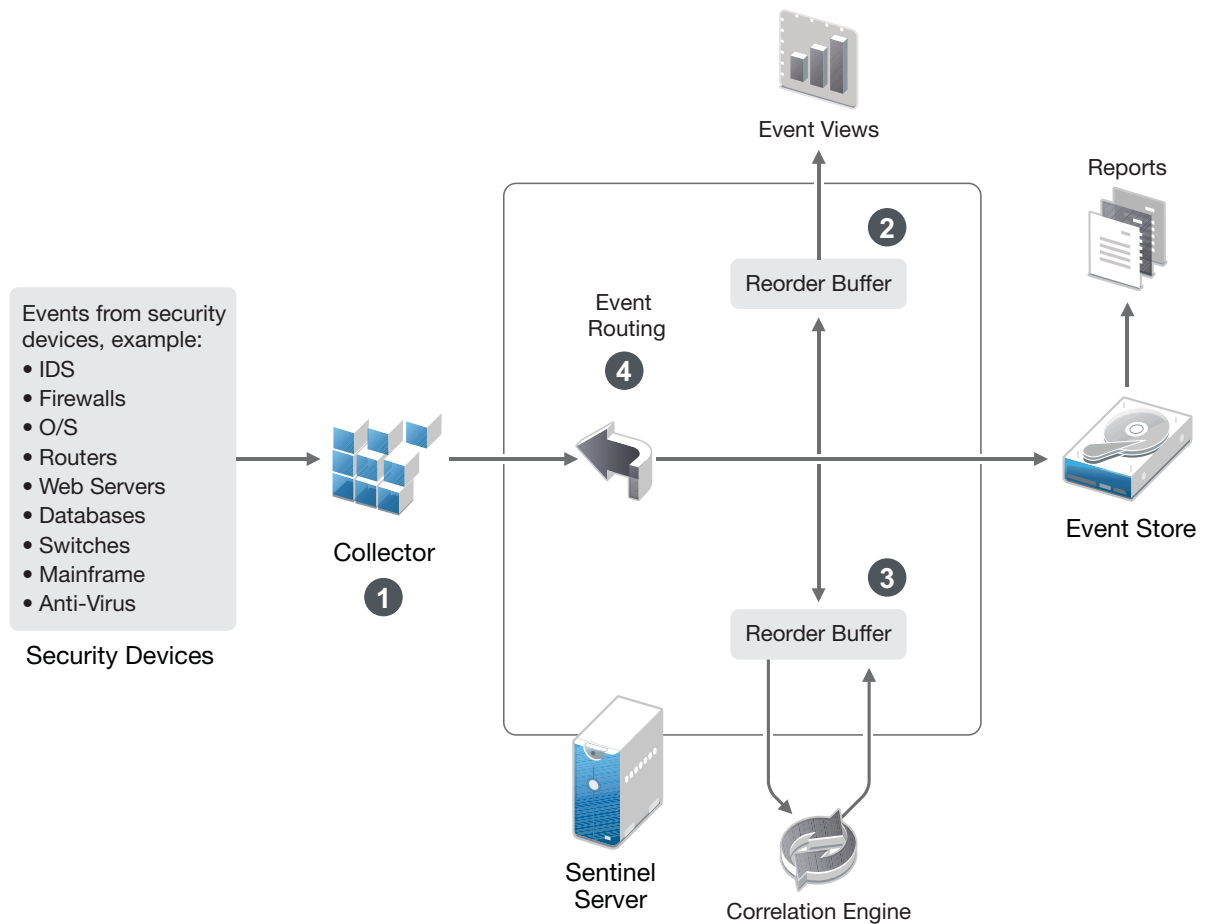 Event Views
Reports
2
Reorder Buffer
Event
Routing
4
Events from security
devices, example:
• IDS
• Firewalls
• O/S
• Routers
• Web Servers
• Databases
• Switches
• Mainframe
• Anti-Virus
Security Devices
Collector
1
Event Store
3
Reorder Buffer
Sentinel
Server
Correlation Engine